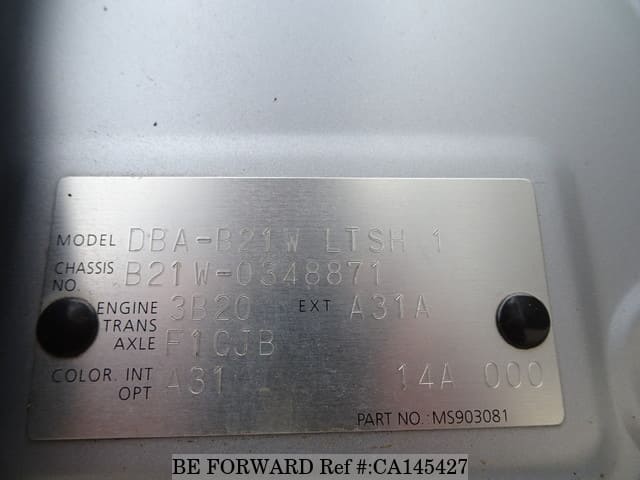 MODEL DBA-B21W LTSH 1
CHASSIS NO. B21W-0348871
ENGINE 3B20 EXT A31A
TRANS AXLE F1CJB
COLOR. INT OPT A31 14A 000
PART NO.:MS903081
BE FORWARD Ref #:CA145427